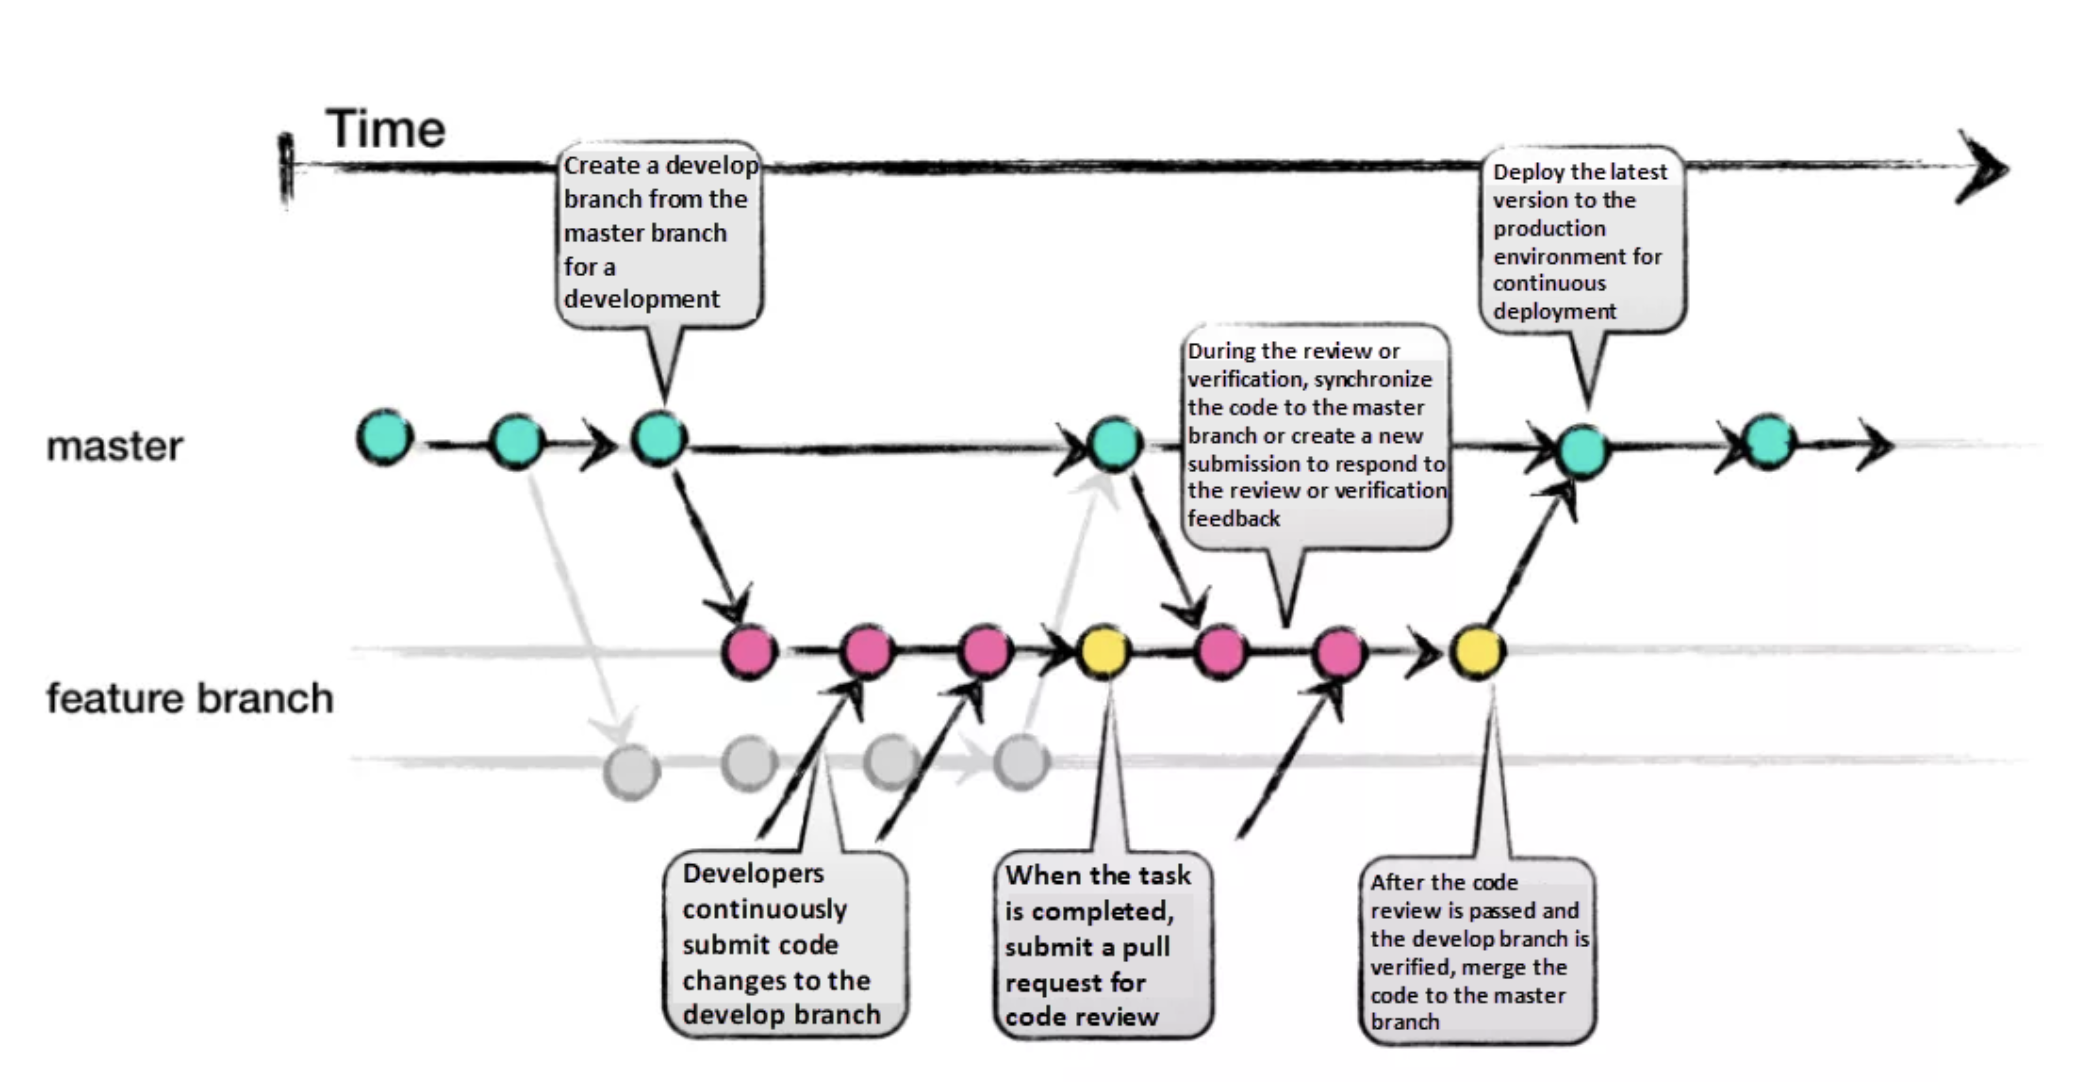 Time
Create a develop
branch from the
master branch
for a
development
Deploy the latest
version to the
production
environment for
continuous
deployment
During the review or
verification, synchronize
the code to the master
branch or create a new
submission to respond to
the review or verification
feedback
master
feature branch
Developers
continuously
submit code
changes to the
develop branch
When the task
is completed,
submit a pull
request for
code review
After the code
review is passed and
the develop branch is
verified, merge the
code to the master
branch